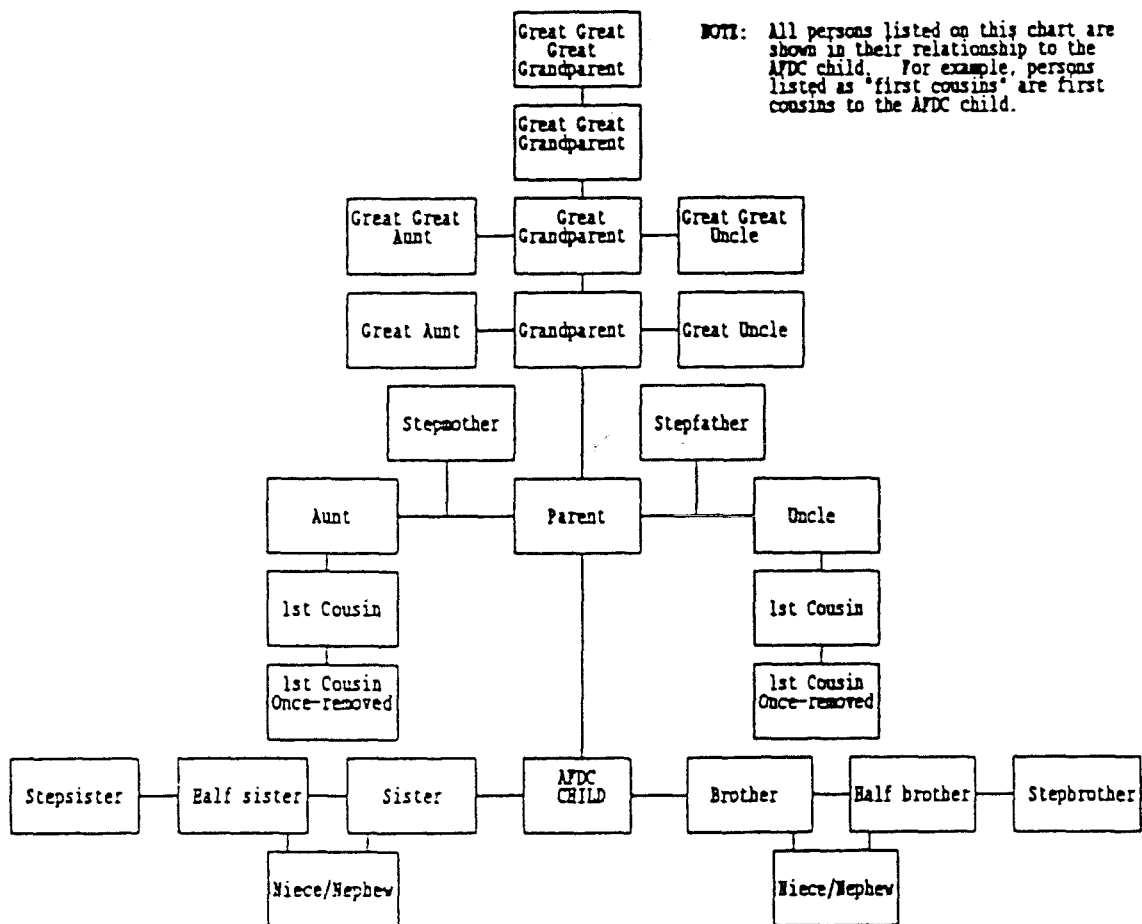 Great Great
Great
Grandparent
NOTE: All persons listed on this chart are
shown in their relationship to the
AFDC child. For example, persons
listed as "first cousins" are first
cousins to the AFDC child.
Great Great
Grandparent
Great Great
Aunt
Great
Grandparent
Great Great
Uncle
Great Aunt
Grandparent
Great Uncle
Stepmother
Stepfather
Aunt
Parent
Uncle
1st Cousin
1st Cousin
1st Cousin
Once-removed
1st Cousin
Once-removed
Stepsister
Half sister
Sister
AFDC
CHILD
Brother
Half brother
Stepbrother
Niece/Nephew
Niece/Nephew